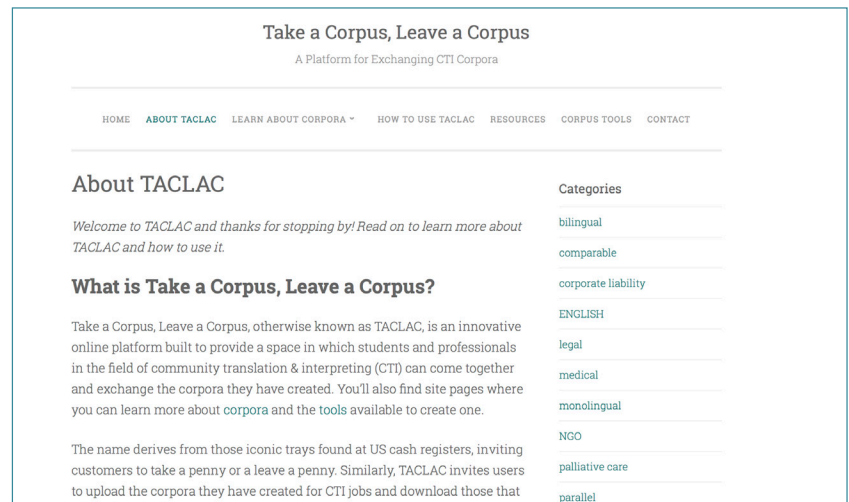 Take a Corpus, Leave a Corpus
A Platform for Exchanging CTI Corpora
HOME ABOUT TACLAC LEARN ABOUT CORPORA HOW TO USE TACLAC RESOURCES CORPUS TOOLS CONTACT
About TACLAC
Welcome to TACLAC and thanks for stopping by! Read on to learn more about
TACLAC and how to use it.
What is Take a Corpus, Leave a Corpus?
Take a Corpus, Leave a Corpus, otherwise known as TACLAC, is an innovative
online platform built to provide a space in which students and professionals
in the field of community translation & interpreting (CTI) can come together
and exchange the corpora they have created. You'll also find site pages where
you can learn more about corpora and the tools available to create one.
The name derives from those iconic trays found at US cash registers, inviting
customers to take a penny or a leave a penny. Similarly, TACLAC invites users
to upload the corpora they have created for CTI jobs and download those that
Categories
bilingual
comparable
corporate liability
ENGLISH
legal
medical
monolingual
NGO
palliative care
parallel